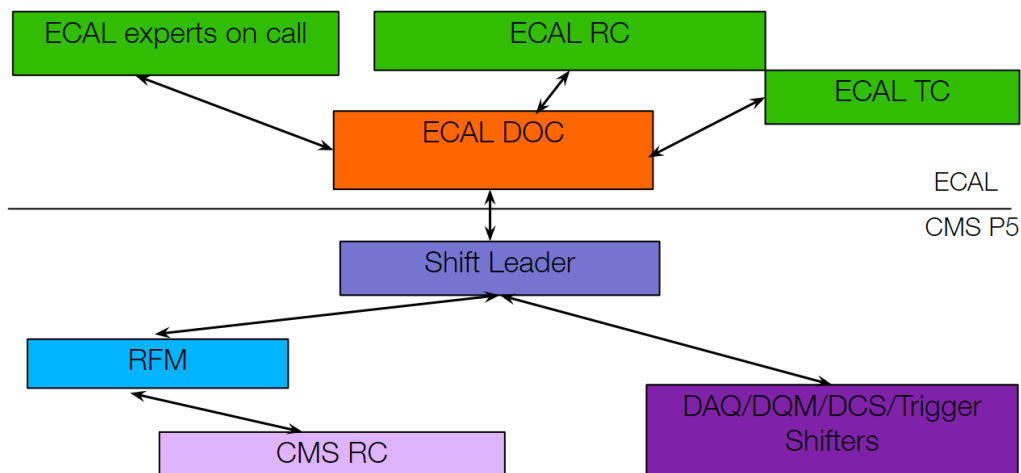 ECAL experts on call
ECAL RC
ECAL TC
ECAL DOC
ECAL
CMS P5
Shift Leader
RFM
DAQ/DQM/DCS/Trigger
Shifters
CMS RC